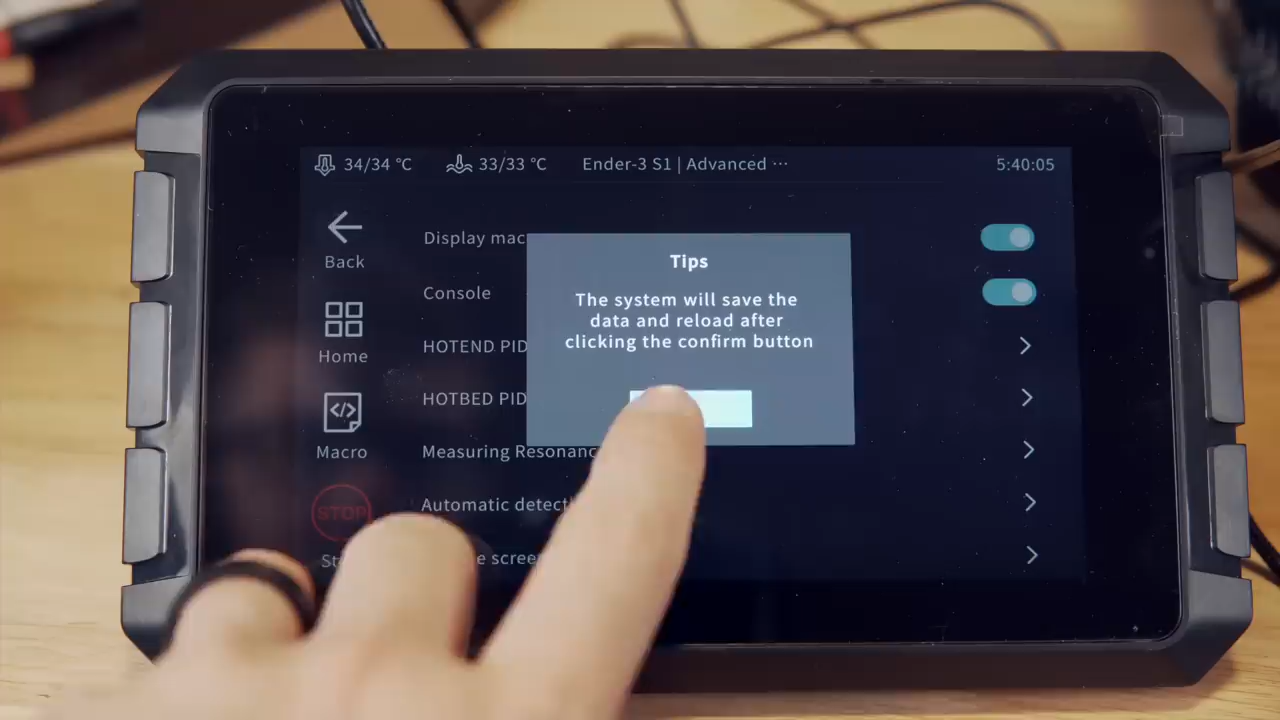 34/34 ℃ 33/33 ℃ Ender-3 S1 | Advanced ··· 5:40:05
Back
Home
Macro
STOP
Display mac
Console
HOTEND PID
HOTBED PID
Measuring Resonanc
Automatic detect
scree
Tips
The system will save the
data and reload after
clicking the confirm button